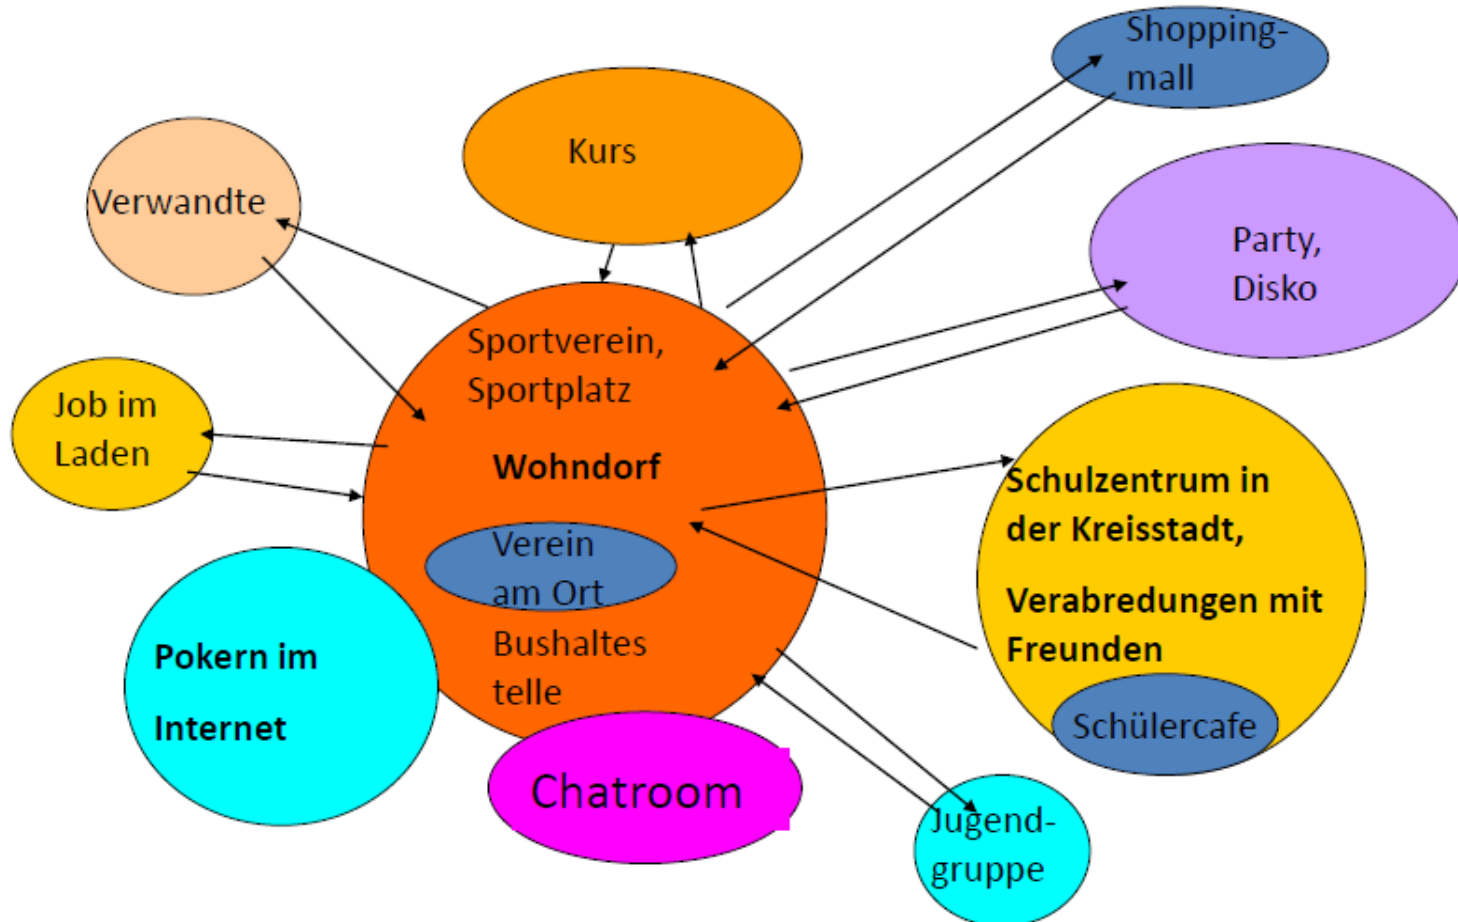 Shopping-
mall
Kurs
Verwandte
Party,
Disko
Sportverein,
Sportplatz
Job im
Laden
Wohndorf
Schulzentrum in
der Kreisstadt,
Verabredungen mit
Freunden
Verein
am Ort
Bushaltes
telle
Pokern im
Internet
Schülercafe
Chatroom
Jugend-
gruppe